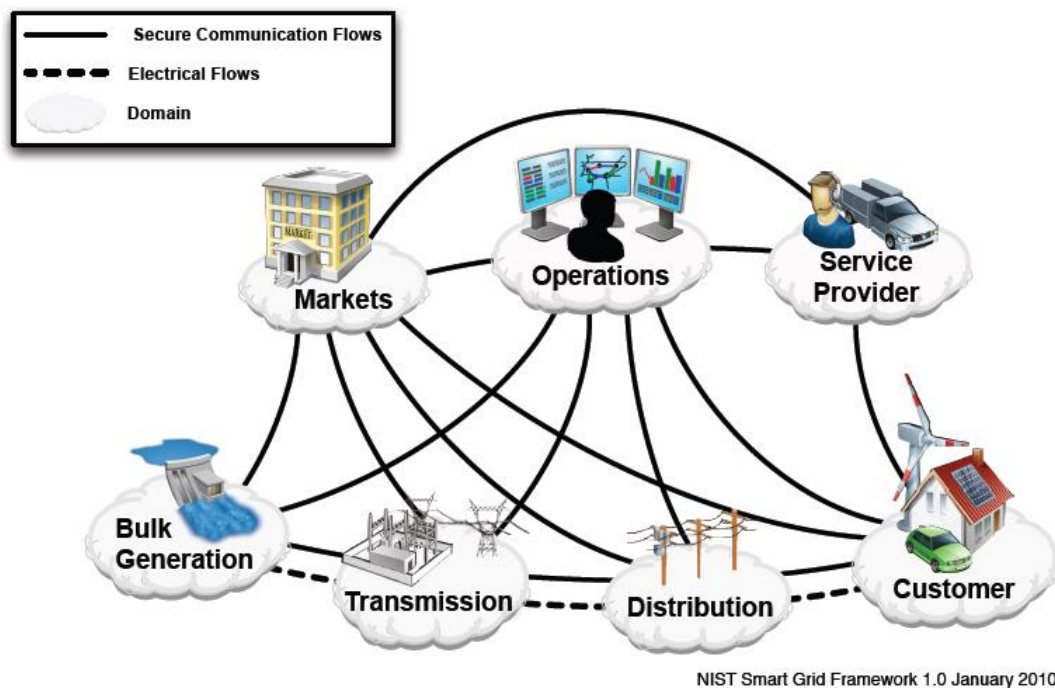 Secure Communication Flows
Electrical Flows
Domain
MARKET
Markets
Operations
Service
Provider
Bulk
Generation
Transmission
Distribution
Customer
NIST Smart Grid Framework 1.0 January 2010